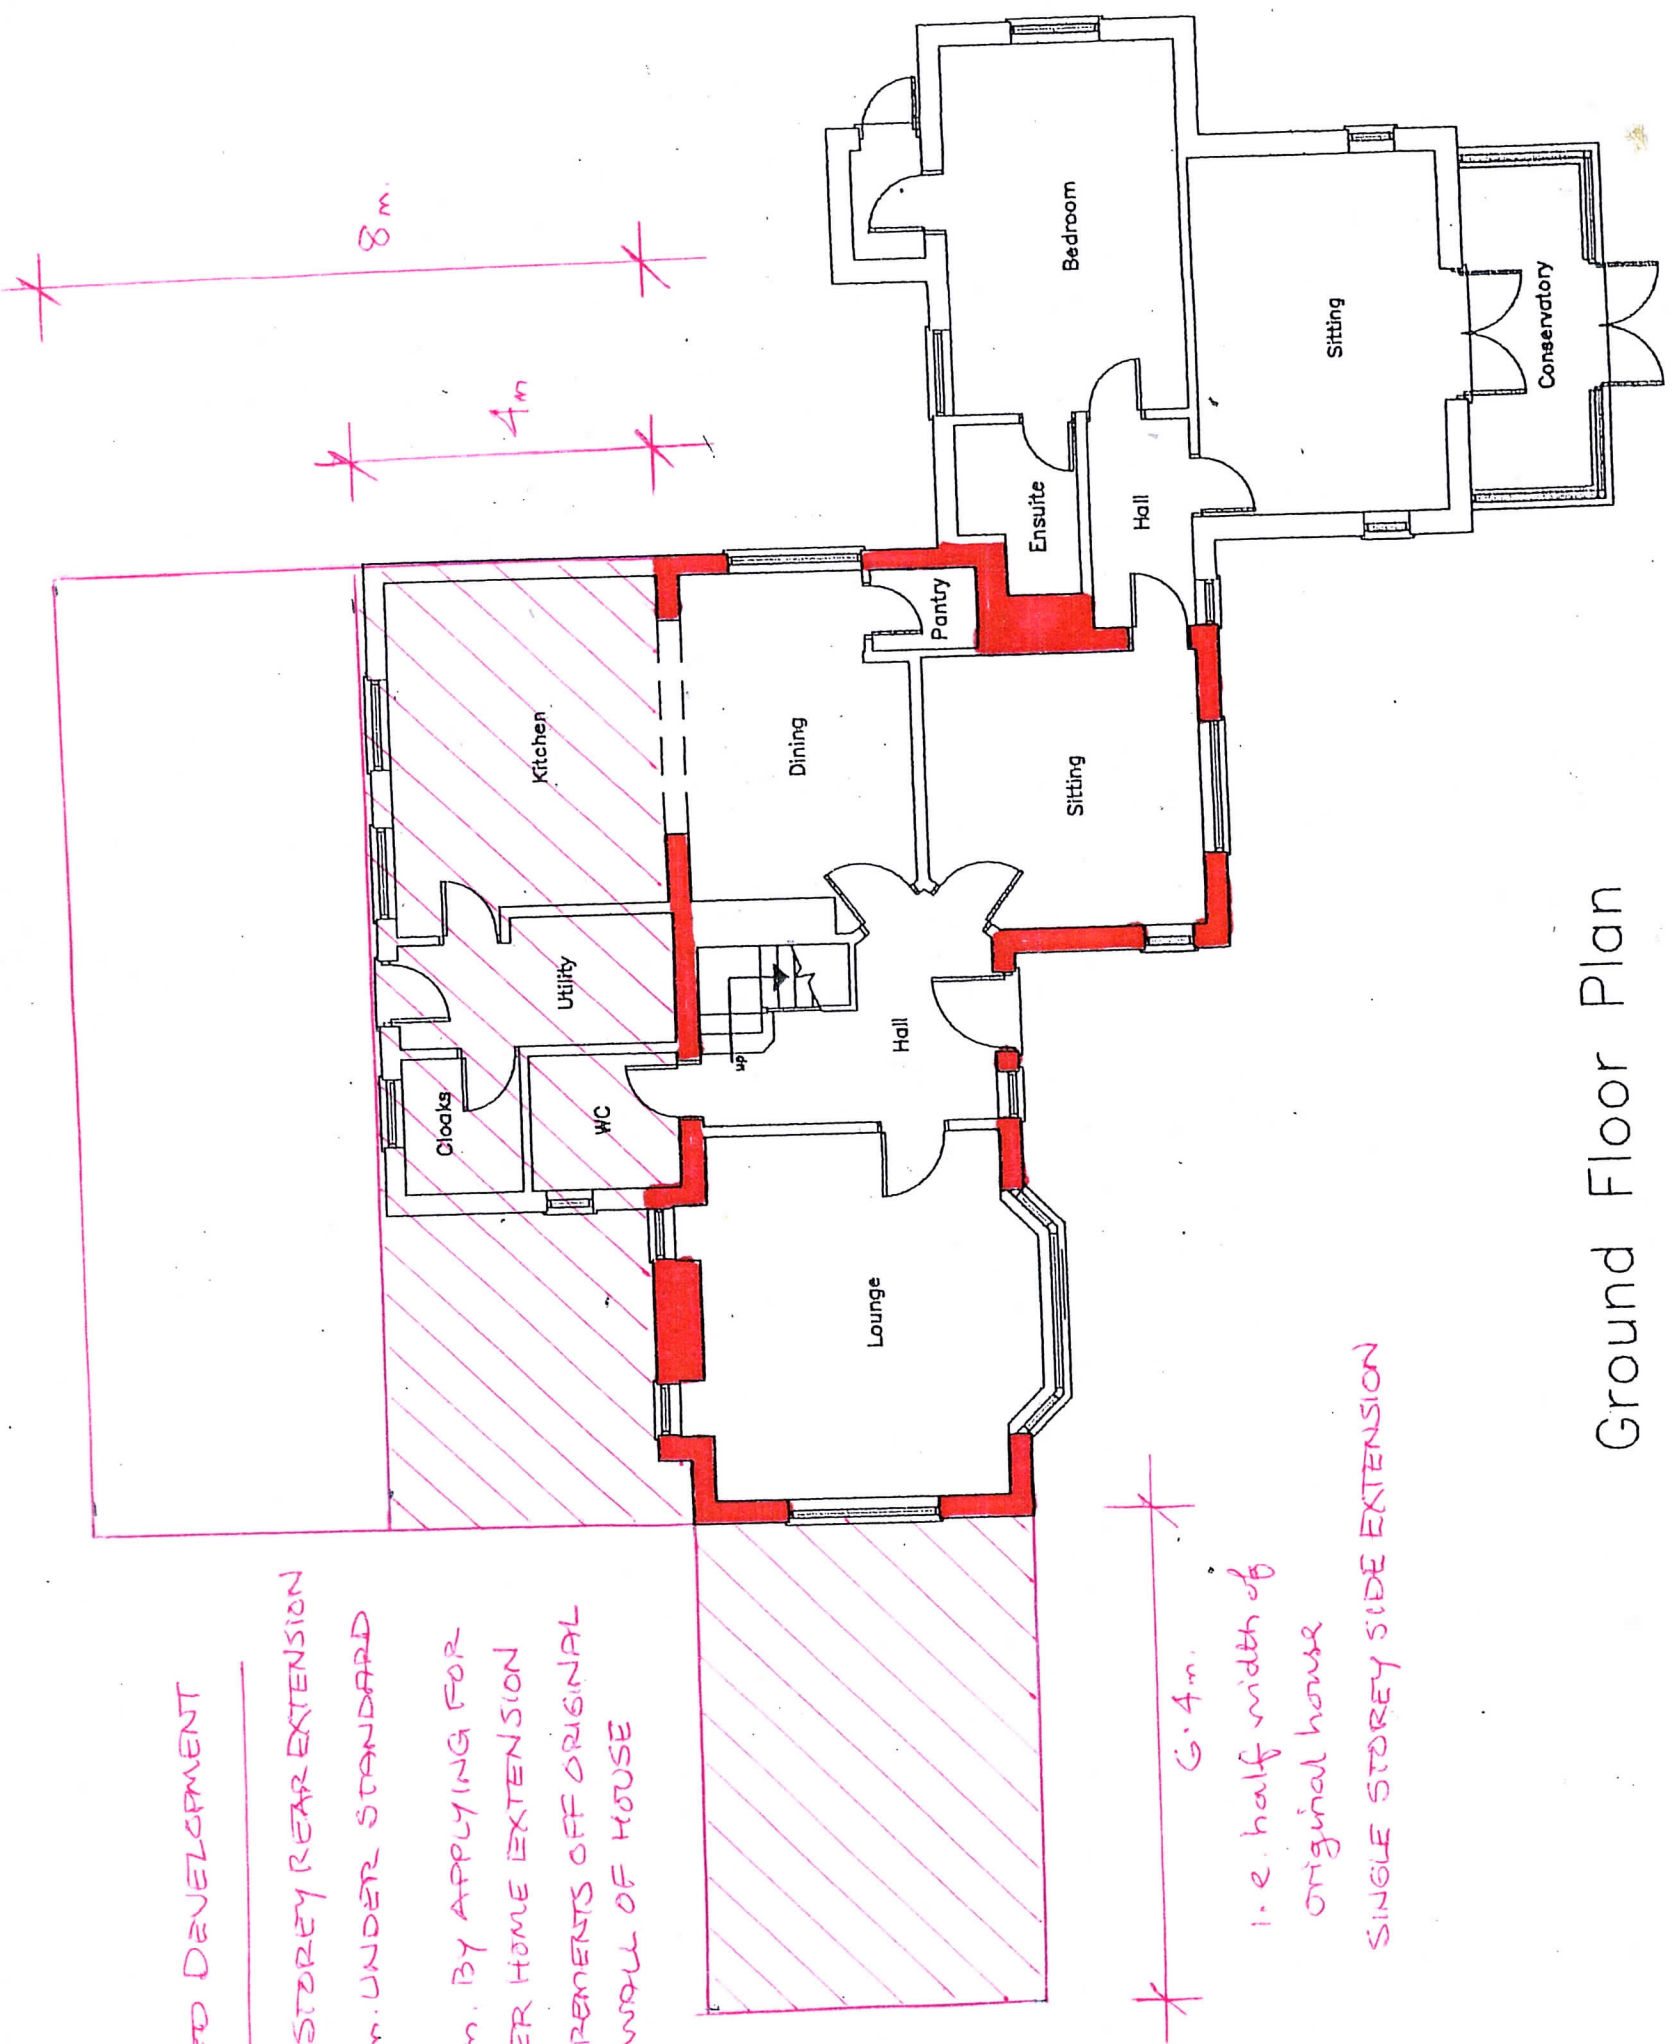 TO DEVELOPMENT
STOREY REAR EXTENSION
m. UNDER STANDARD
m. BY APPLYING FOR
ER HOME EXTENSION
REMENTS OFF ORIGINAL
WALL OF HOUSE
8m.
4m
Kitchen
Utility
Cloaks
WC
Dining
Pantry
Sitting
Hall
up
Lounge
Ensuite
Hall
Bedroom
Sitting
Conservatory
6.4m.
i.e. half width of
original house
SINGLE STOREY SIDE EXTENSION
Ground Floor Plan